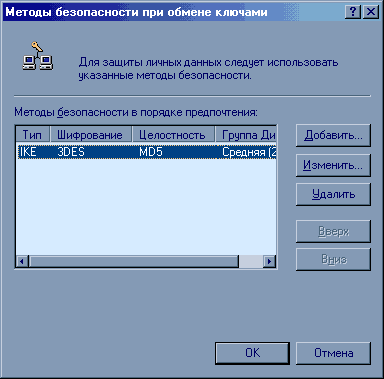 Методы безопасности при обмене ключами
Для защиты личных данных следует использовать
указанные методы безопасности.
Методы безопасности в порядке предпочтения:
Тип Шифрование Целостность Группа Ди
IKE 3DES MD5 Средняя (2
Добавить...
Изменить...
Удалить
Вверх
Вниз
OK Отмена